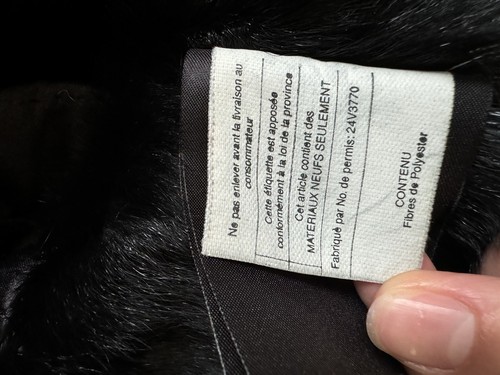 Ne pas enlever avant la livraison au
consommateur
Cette étiquette est apposée
conformément à la loi de la province
Cet article contient des
MATERIAUX NEUFS SEULEMENT
Fabriqué par No. de permis: 24V3770
CONTENU
Fibres de Polyester